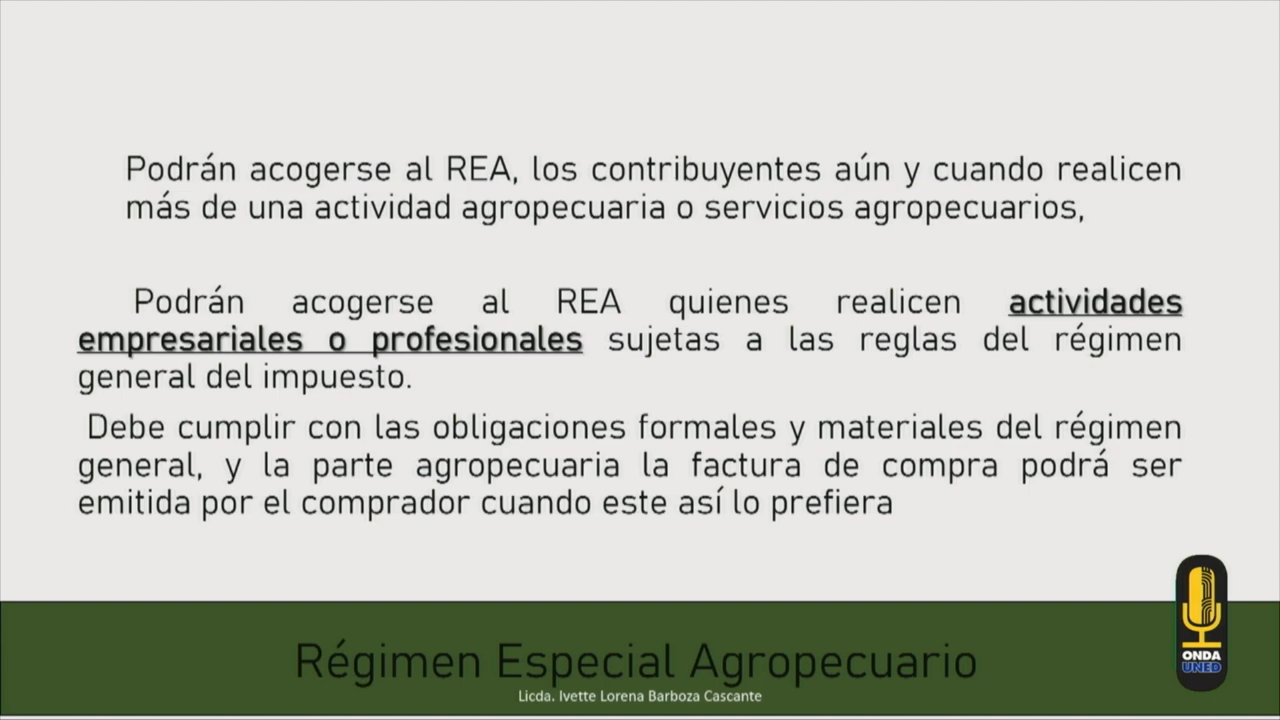 Podrán acogerse al REA, los contribuyentes aún y cuando realicen
más de una actividad agropecuaria o servicios agropecuarios,
Podrán acogerse al REA quienes realicen actividades
empresariales o profesionales sujetas a las reglas del régimen
general del impuesto.
Debe cumplir con las obligaciones formales y materiales del régimen
general, y la parte agropecuaria la factura de compra podrá ser
emitida por el comprador cuando este así lo prefiera
ONDA
UNED
Régimen Especial Agropecuario
Licda. Ivette Lorena Barboza Cascante